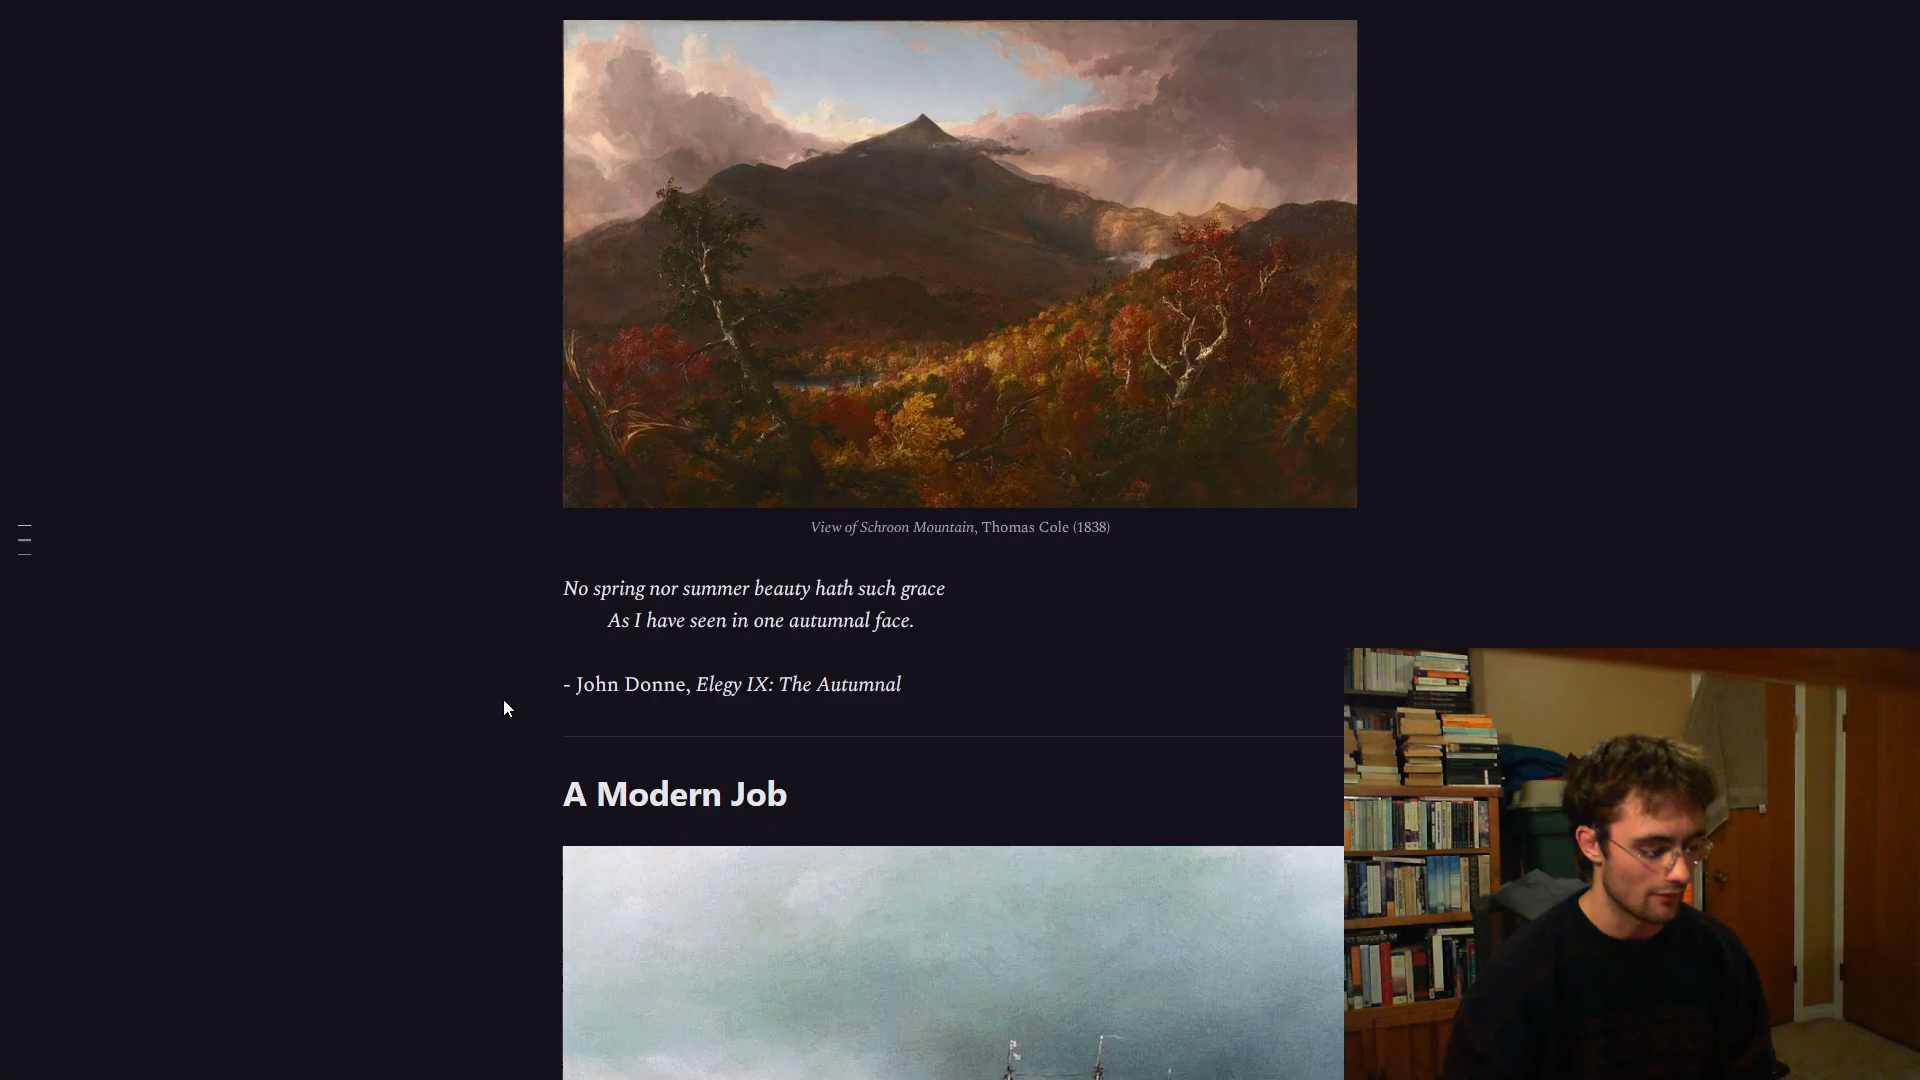 View of Schroon Mountain, Thomas Cole (1838)
No spring nor summer beauty hath such grace
As I have seen in one autumnal face.
- John Donne, Elegy IX: The Autumnal
A Modern Job